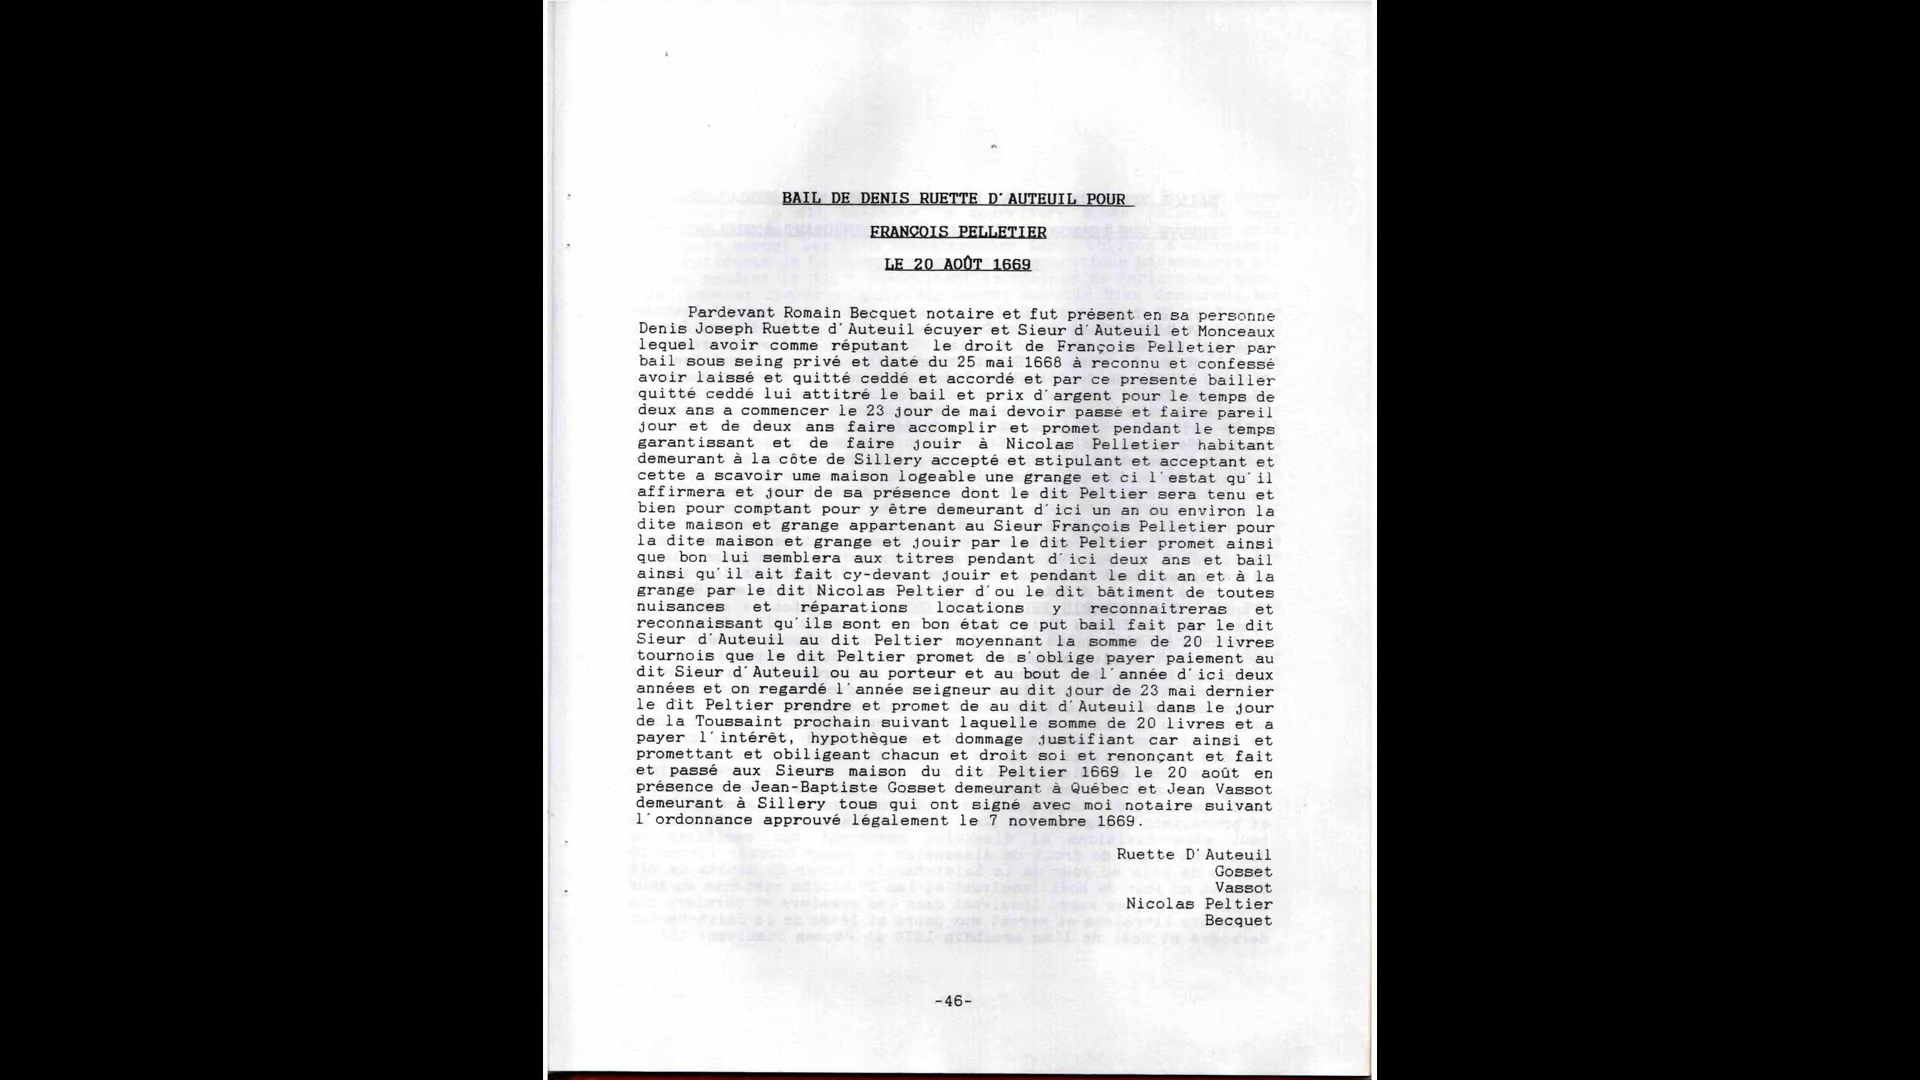 BAIL DE DENIS RUETTE D'AUTEUIL POUR
FRANÇOIS PELLETIER
LE 20 AOÛT 1669
Pardevant Romain Becquet notaire et fut présent en sa personne
Denis Joseph Ruette d'Auteuil écuyer et Sieur d'Auteuil et Monceaux
lequel avoir comme réputant le droit de François Pelletier par
bail sous seing privé et daté du 25 mai 1668 à reconnu et confessé
avoir laissé et quitté ceddé et accordé et par ce présenté bailler
quitté ceddé lui attitré le bail et prix d'argent pour le temps de
deux ans a commencer le 23 jour de mai devoir passé et faire pareil
jour et de deux ans faire accomplir et promet pendant le temps
garantissant et de faire jouir à Nicolas Pelletier habitant
demeurant à la côte de Sillery accepté et stipulant et acceptant et
cette a scavoir ume maison logeable une grange et ci l'estat qu'il
affirmera et jour de sa présence dont le dit Peltier sera tenu et
bien pour comptant pour y être demeurant d'ici un an ou environ la
dite maison et grange appartenant au Sieur François Pelletier pour
la dite maison et grange et jouir par le dit Peltier promet ainsi
que bon lui semblera aux titres pendant d'ici deux ans et bail
ainsi qu'il ait fait cy-devant jouir et pendant le dit an et à la
grange par le dit Nicolas Peltier d'ou le dit bâtiment de toutes
nuisances et réparations locations y reconnaitreras et
reconnaissant qu'ils sont en bon état ce put bail fait par le dit
Sieur d'Auteuil au dit Peltier moyennant la somme de 20 livres
tournois que le dit Peltier promet de s'oblige payer paiement au
dit Sieur d'Auteuil ou au porteur et au bout de l'année d'ici deux
années et on regardé l'année seigneur au dit jour de 23 mai dernier
le dit Peltier prendre et promet de au dit d'Auteuil dans le jour
de la Toussaint prochain suivant laquelle somme de 20 livres et a
payer l'intérêt, hypothèque et dommage justifiant car ainsi et
promettant et obiligeant chacun et droit soi et renonçant et fait
et passé aux Sieurs maison du dit Peltier 1669 le 20 août en
présence de Jean-Baptiste Gosset demeurant à Québec et Jean Vassot
demeurant à Sillery tous qui ont signé avec moi notaire suivant
l'ordonnance approuvé légalement le 7 novembre 1669.
Ruette D'Auteuil
Gosset
Vassot
Nicolas Peltier
Becquet
-46-